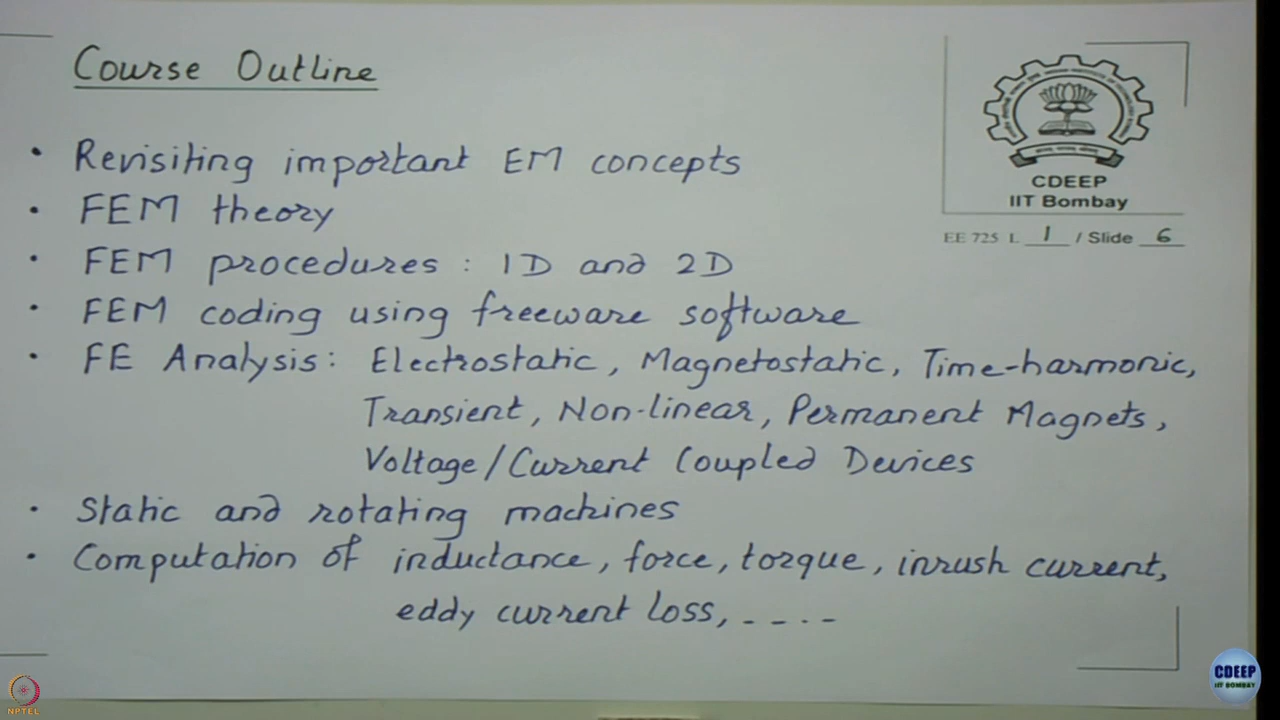 Course Outline
• Revisiting important EM concepts
• FEM theory
• FEM procedures : 1D and 2D
• FEM coding using freeware software
• FE Analysis: Electrostatic, Magnetostatic, Time-harmonic,
Transient, Non-linear, Permanent Magnets,
Voltage/Current Coupled Devices
• Static and rotating machines
• Computation of inductance, force, torque, inrush current,
eddy current loss, -----
CDEEP
IIT Bombay
EE 725 L 1 / Slide 6
NPTEL
CDEEP
IIT BOMBAY